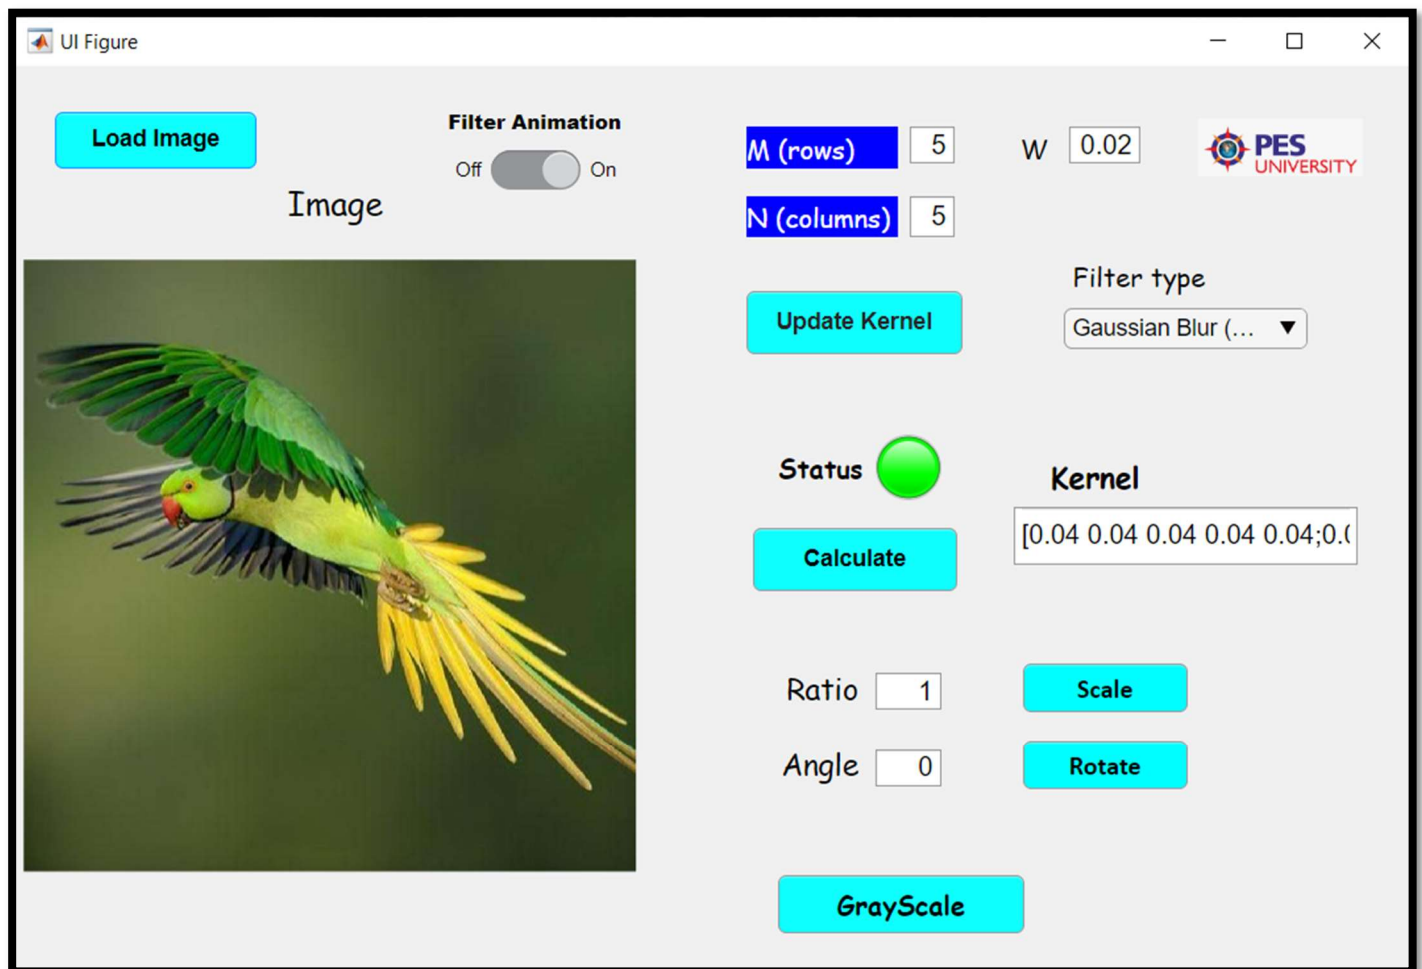 UI Figure
Load Image
Filter Animation
Off On
Image
M (rows) 5
W 0.02
PES
UNIVERSITY
N (columns) 5
Filter type
Update Kernel
Gaussian Blur (...
Status
Kernel
[0.04 0.04 0.04 0.04 0.04;0.(
Calculate
Ratio 1
Scale
Angle 0
Rotate
GrayScale